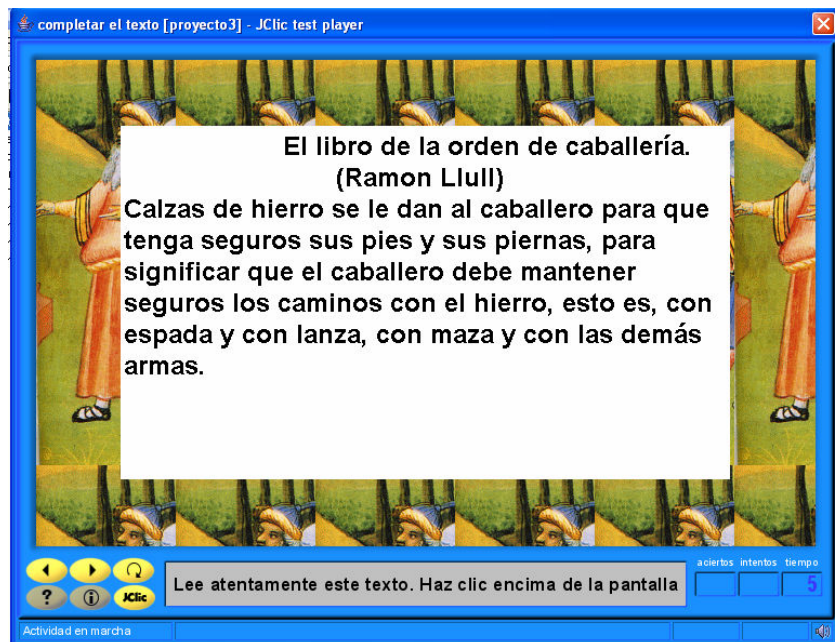 completar el texto [proyecto3] - JClic test player
El libro de la orden de caballería.
(Ramon Llull)
Calzas de hierro se le dan al caballero para que
tenga seguros sus pies y sus piernas, para
significar que el caballero debe mantener
seguros los caminos con el hierro, esto es, con
espada y con lanza, con maza y con las demás
armas.
aciertos intentos tiempo
Lee atentamente este texto. Haz clic encima de la pantalla
5
? i JClic
Actividad en marcha